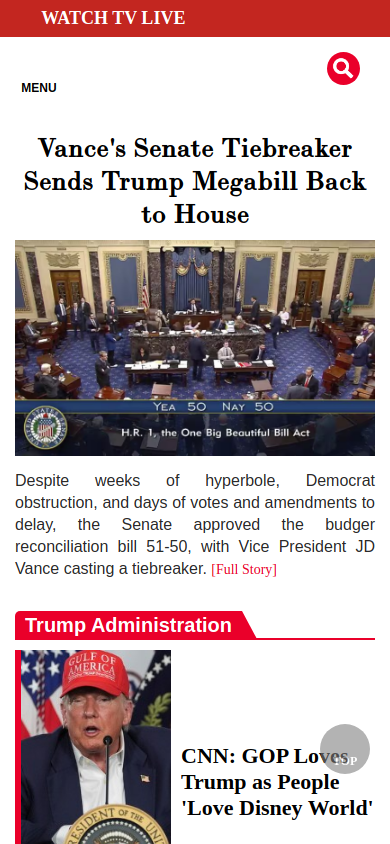 WATCH TV LIVE
MENU
Vance's Senate Tiebreaker
Sends Trump Megabill Back
to House
YEA 50 NAY 50
H.R. 1, the One Big Beautiful Bill Act
Despite weeks of hyperbole, Democrat
obstruction, and days of votes and amendments to
delay, the Senate approved the budger
reconciliation bill 51-50, with Vice President JD
Vance casting a tiebreaker. [Full Story]
Trump Administration
GULF OF
AMERICA
CNN: GOP Loves
TOP
Trump as People
'Love Disney World'